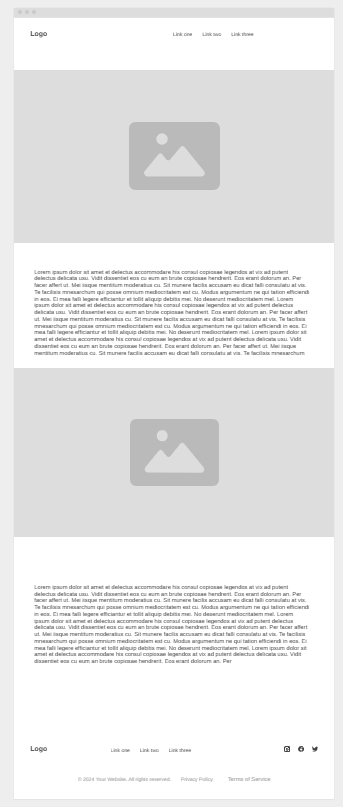 Logo
Link one Link two Link three
Lorem ipsum dolor sit amet et delectus accommodare his consul copiosae legendos at vix ad putent
delectus delicata usu. Vidit dissentiet eos cu eum an brute copiosae hendrerit. Eos erant dolorum an. Per
facer affert ut. Mei iisque mentitum moderatius cu. Sit munere facilis accusam eu dicat falli consulatu at vis.
Te facilisis mnesarchum qui posse omnium mediocritatem est cu. Modus argumentum ne qui tation efficiendi
in eos. Ei mea falli legere efficiantur et tollit aliquip debitis mei. No deserunt mediocritatem mel. Lorem
ipsum dolor sit amet et delectus accommodare his consul copiosae legendos at vix ad putent delectus
delicata usu. Vidit dissentiet eos cu eum an brute copiosae hendrerit. Eos erant dolorum an. Per facer affert
ut. Mei iisque mentitum moderatius cu. Sit munere facilis accusam eu dicat falli consulatu at vis. Te facilisis
mnesarchum qui posse omnium mediocritatem est cu. Modus argumentum ne qui tation efficiendi in eos. Ei
mea falli legere efficiantur et tollit aliquip debitis mei. No deserunt mediocritatem mel. Lorem ipsum dolor sit
amet et delectus accommodare his consul copiosae legendos at vix ad putent delectus delicata usu. Vidit
dissentiet eos cu eum an brute copiosae hendrerit. Eos erant dolorum an. Per facer affert ut. Mei iisque
mentitum moderatius cu. Sit munere facilis accusam eu dicat falli consulatu at vis. Te facilisis mnesarchum
Lorem ipsum dolor sit amet et delectus accommodare his consul copiosae legendos at vix ad putent
delectus delicata usu. Vidit dissentiet eos cu eum an brute copiosae hendrerit. Eos erant dolorum an. Per
facer affert ut. Mei iisque mentitum moderatius cu. Sit munere facilis accusam eu dicat falli consulatu at vis.
Te facilisis mnesarchum qui posse omnium mediocritatem est cu. Modus argumentum ne qui tation efficiendi
in eos. Ei mea falli legere efficiantur et tollit aliquip debitis mei. No deserunt mediocritatem mel. Lorem
ipsum dolor sit amet et delectus accommodare his consul copiosae legendos at vix ad putent delectus
delicata usu. Vidit dissentiet eos cu eum an brute copiosae hendrerit. Eos erant dolorum an. Per facer affert
ut. Mei iisque mentitum moderatius cu. Sit munere facilis accusam eu dicat falli consulatu at vis. Te facilisis
mnesarchum qui posse omnium mediocritatem est cu. Modus argumentum ne qui tation efficiendi in eos. Ei
mea falli legere efficiantur et tollit aliquip debitis mei. No deserunt mediocritatem mel. Lorem ipsum dolor sit
amet et delectus accommodare his consul copiosae legendos at vix ad putent delectus delicata usu. Vidit
dissentiet eos cu eum an brute copiosae hendrerit. Eos erant dolorum an. Per
Logo
Link one Link two Link three
© 2024 Your Website. All rights reserved. Privacy Policy Terms of Service